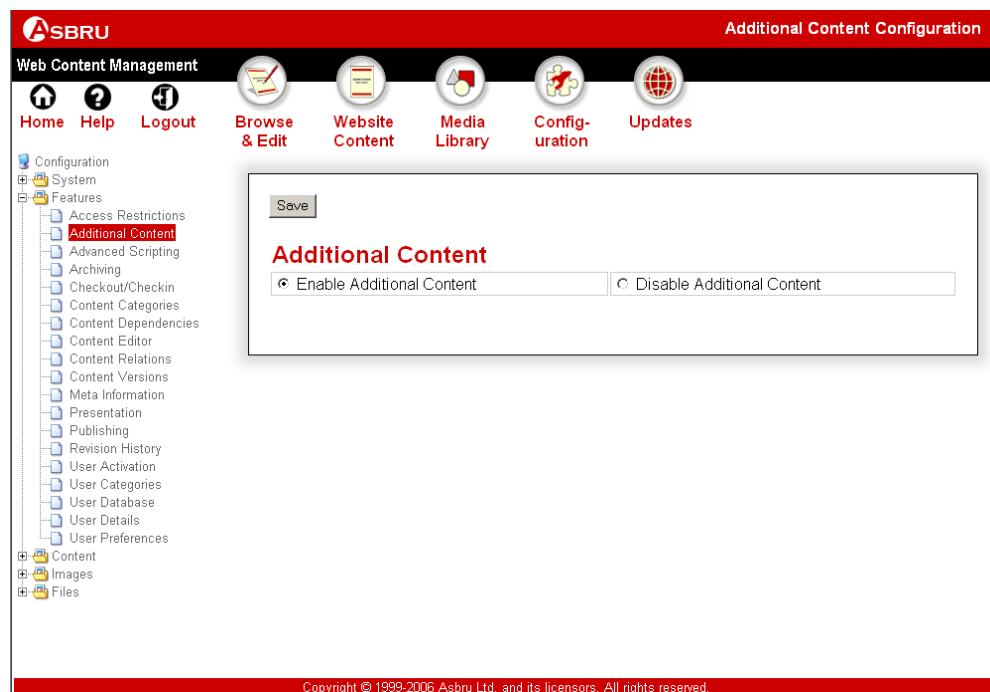 ASBRU
Additional Content Configuration
Web Content Management
Home Help Logout
Browse & Edit
Website Content
Media Library
Config-uration
Updates
Configuration
System
Features
Access Restrictions
Additional Content
Advanced Scripting
Archiving
Checkout/Checkin
Content Categories
Content Dependencies
Content Editor
Content Relations
Content Versions
Meta Information
Presentation
Publishing
Revision History
User Activation
User Categories
User Database
User Details
User Preferences
Content
Images
Files
Save
Additional Content
Enable Additional Content
Disable Additional Content
Copyright © 1999-2006 Asbru Ltd. and its licensors. All rights reserved.